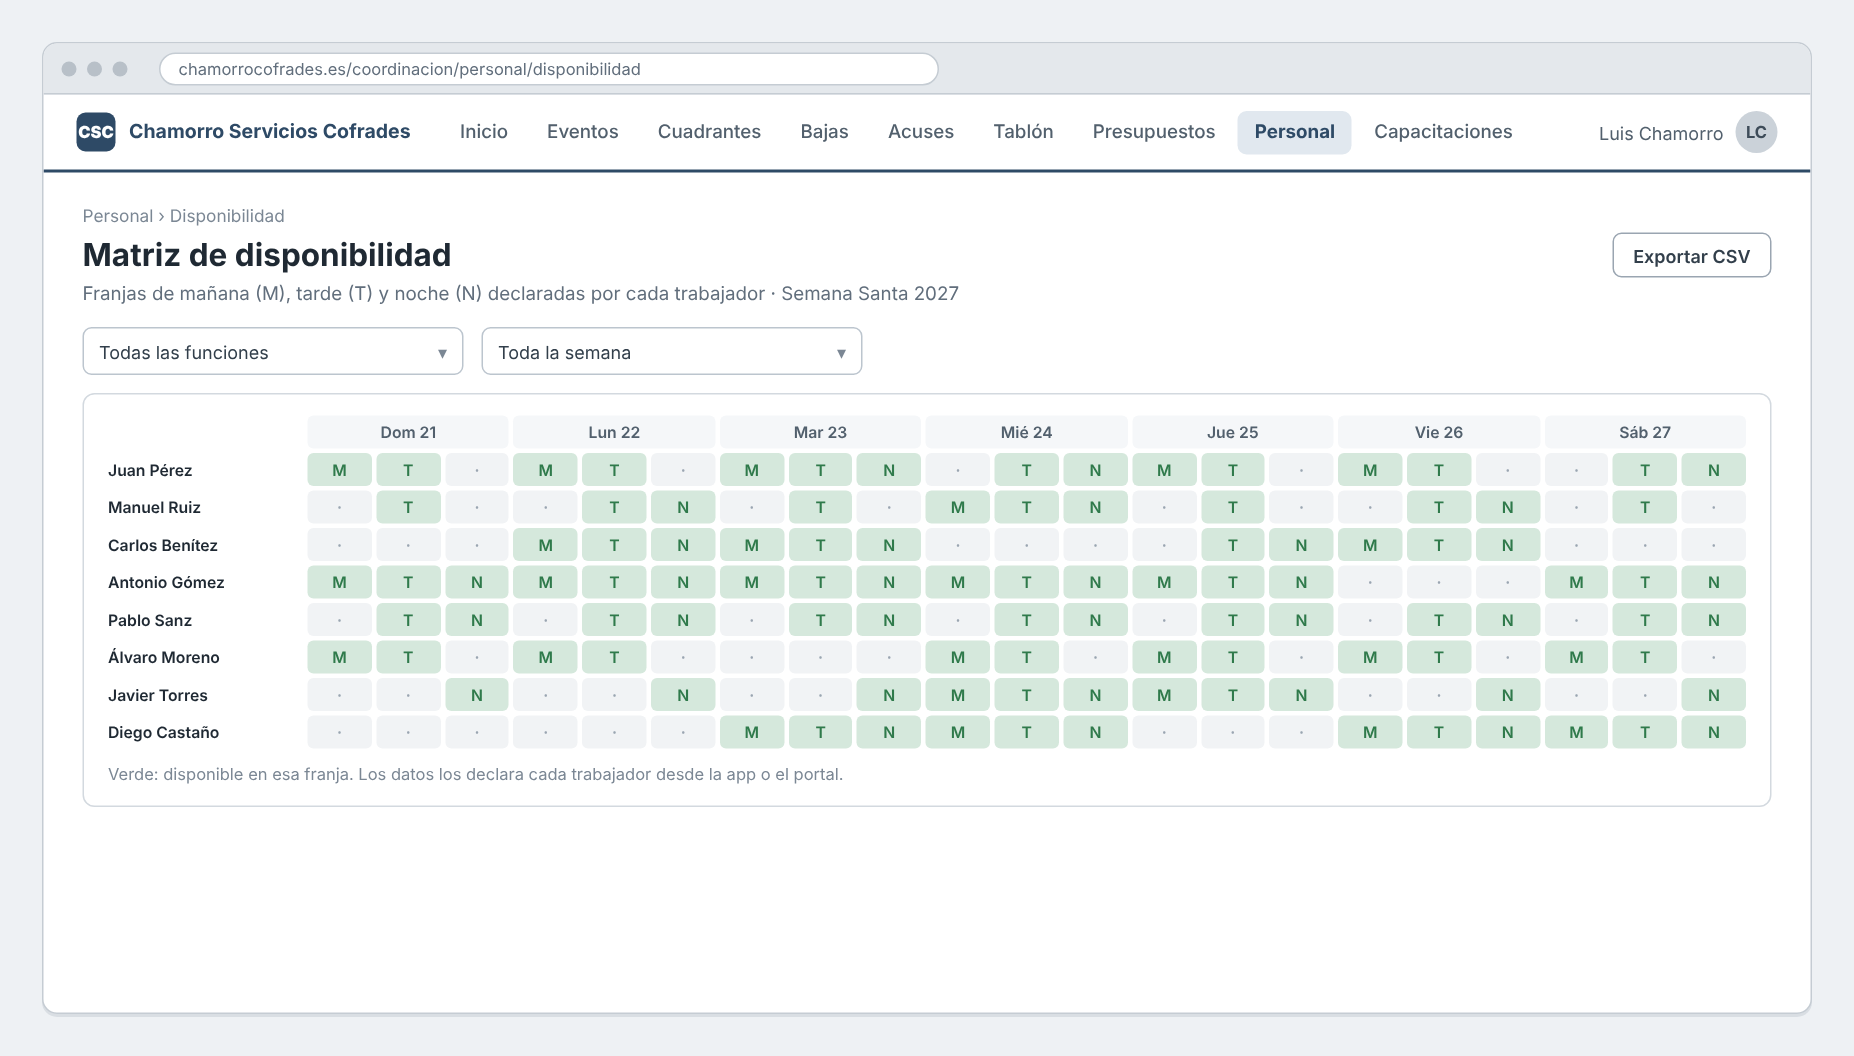 chamorrocofrades.es/coordinacion/personal/disponibilidad
CSC Chamorro Servicios Cofrades Inicio Eventos Cuadrantes Bajas Acuses Tablón Presupuestos Personal Capacitaciones Luis Chamorro LC
Personal › Disponibilidad
Matriz de disponibilidad
Exportar CSV
Franjas de mañana (M), tarde (T) y noche (N) declaradas por cada trabajador · Semana Santa 2027
Todas las funciones ▾ Toda la semana ▾
Dom 21 Lun 22 Mar 23 Mié 24 Jue 25 Vie 26 Sáb 27
Juan Pérez M T · M T · M T N · T N M T · M T · · T N
Manuel Ruiz · T · · T N · T · M T N · T · · T N · T ·
Carlos Benítez · · · M T N M T N · · · · T N M T N · · ·
Antonio Gómez M T N M T N M T N M T N M T N · · · M T N
Pablo Sanz · T N · T N · T N · T N · T N · T N · T N
Álvaro Moreno M T · M T · · · · M T · M T · M T · M T ·
Javier Torres · · N · · N · · N M T N M T N · · N · · N
Diego Castaño · · · · · · M T N M T N · · · M T N M T N
Verde: disponible en esa franja. Los datos los declara cada trabajador desde la app o el portal.